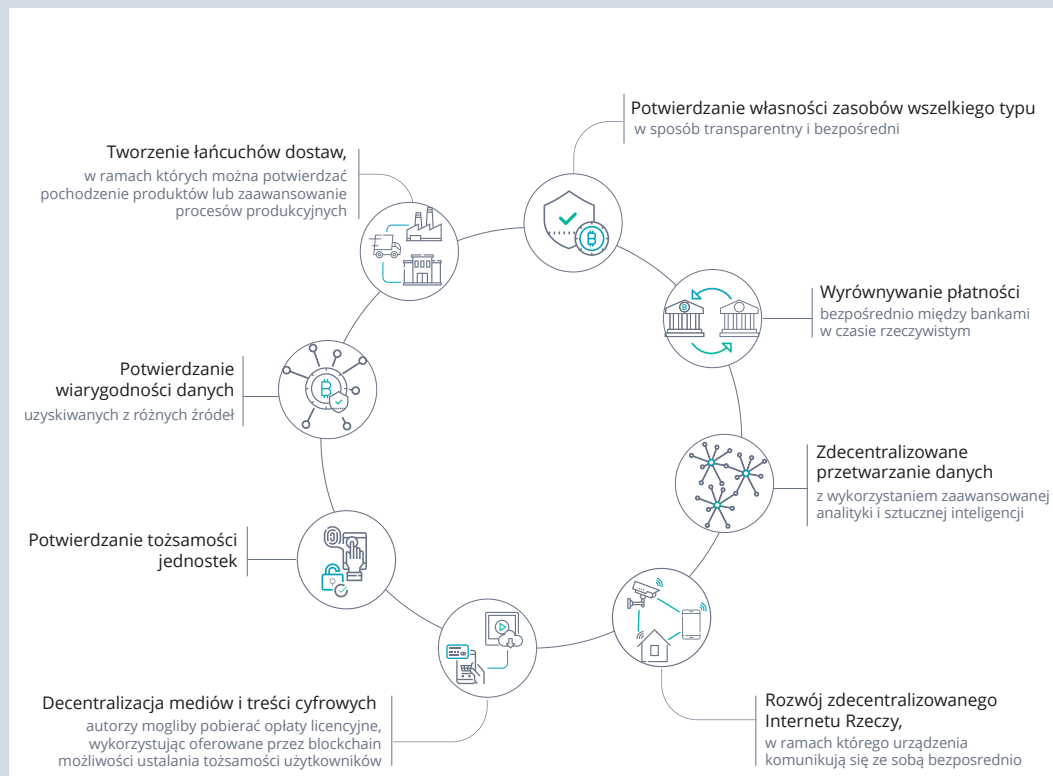 Potwierdzanie własności zasobów wszelkiego typu
w sposób transparentny i bezpośredni
Tworzenie łańcuchów dostaw,
w ramach których można potwierdzać
pochodzenie produktów lub zaawansowanie
procesów produkcyjnych
Wyrównywanie płatności
bezpośrednio między bankami
w czasie rzeczywistym
Potwierdzanie
wiarygodności danych
uzyskiwanych z różnych źródeł
Zdecentralizowane
przetwarzanie danych
z wykorzystaniem zaawansowanej
analityki i sztucznej inteligencji
Potwierdzanie tożsamości
jednostek
Decentralizacja mediów i treści cyfrowych
autorzy mogliby pobierać opłaty licencyjne,
wykorzystując oferowane przez blockchain
możliwości ustalania tożsamości użytkowników
Rozwój zdecentralizowanego
Internetu Rzeczy,
w ramach którego urządzenia
komunikują się ze sobą bezposrednio